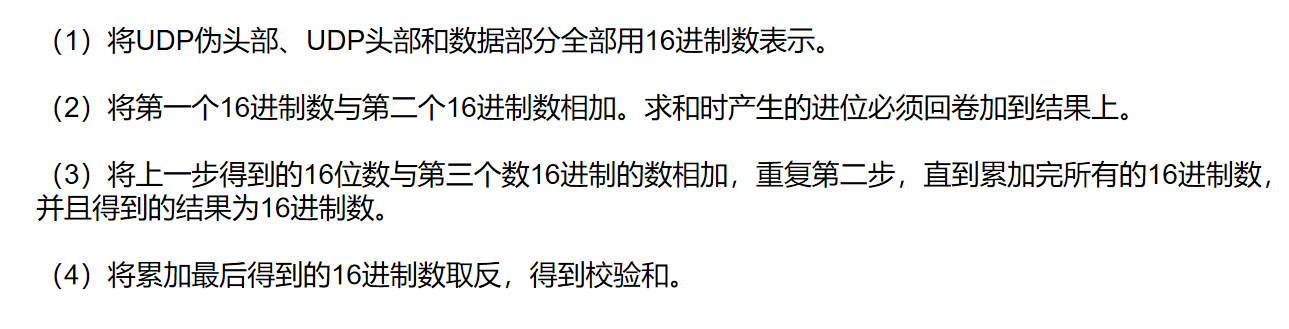 （1）将UDP伪头部、UDP头部和数据部分全部用16进制数表示。
（2）将第一个16进制数与第二个16进制数相加。求和时产生的进位必须回卷加到结果上。
（3）将上一步得到的16位数与第三个数16进制的数相加，重复第二步，直到累加完所有的16进制数，
并且得到的结果为16进制数。
（4）将累加最后得到的16进制数取反，得到校验和。